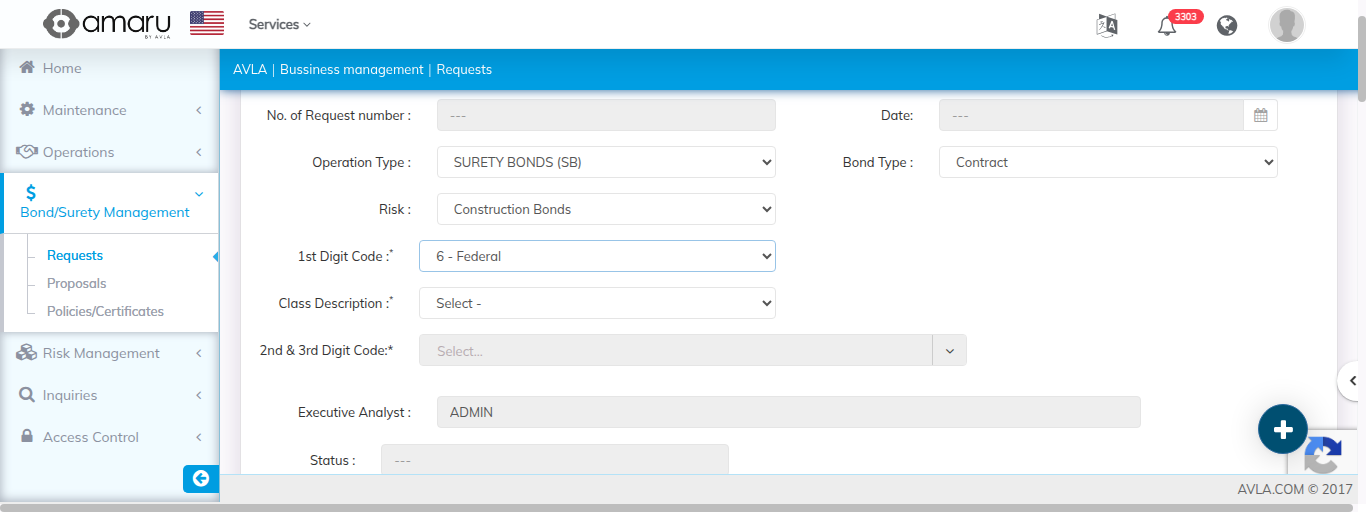 amaru
BY AVLA
Services
3303
Home
AVLA | Bussiness management | Requests
Maintenance
Operations
Bond/Surety Management
Requests
Proposals
Policies/Certificates
Risk Management
Inquiries
Access Control
No. of Request number : ---
Date: ---
Operation Type : SURETY BONDS (SB)
Bond Type : Contract
Risk : Construction Bonds
1st Digit Code :* 6 - Federal
Class Description :* Select -
2nd & 3rd Digit Code:* Select...
Executive Analyst : ADMIN
Status : ---
AVLA.COM © 2017